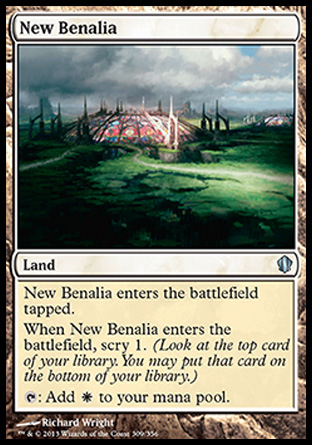 New Benalia
Land
New Benalia enters the battlefield
tapped.
When New Benalia enters the
battlefield, scry 1. (Look at the top card
of your library. You may put that card on
the bottom of your library.)
: Add to your mana pool.
Richard Wright
™ & © 2013 Wizards of the Coast 309/356